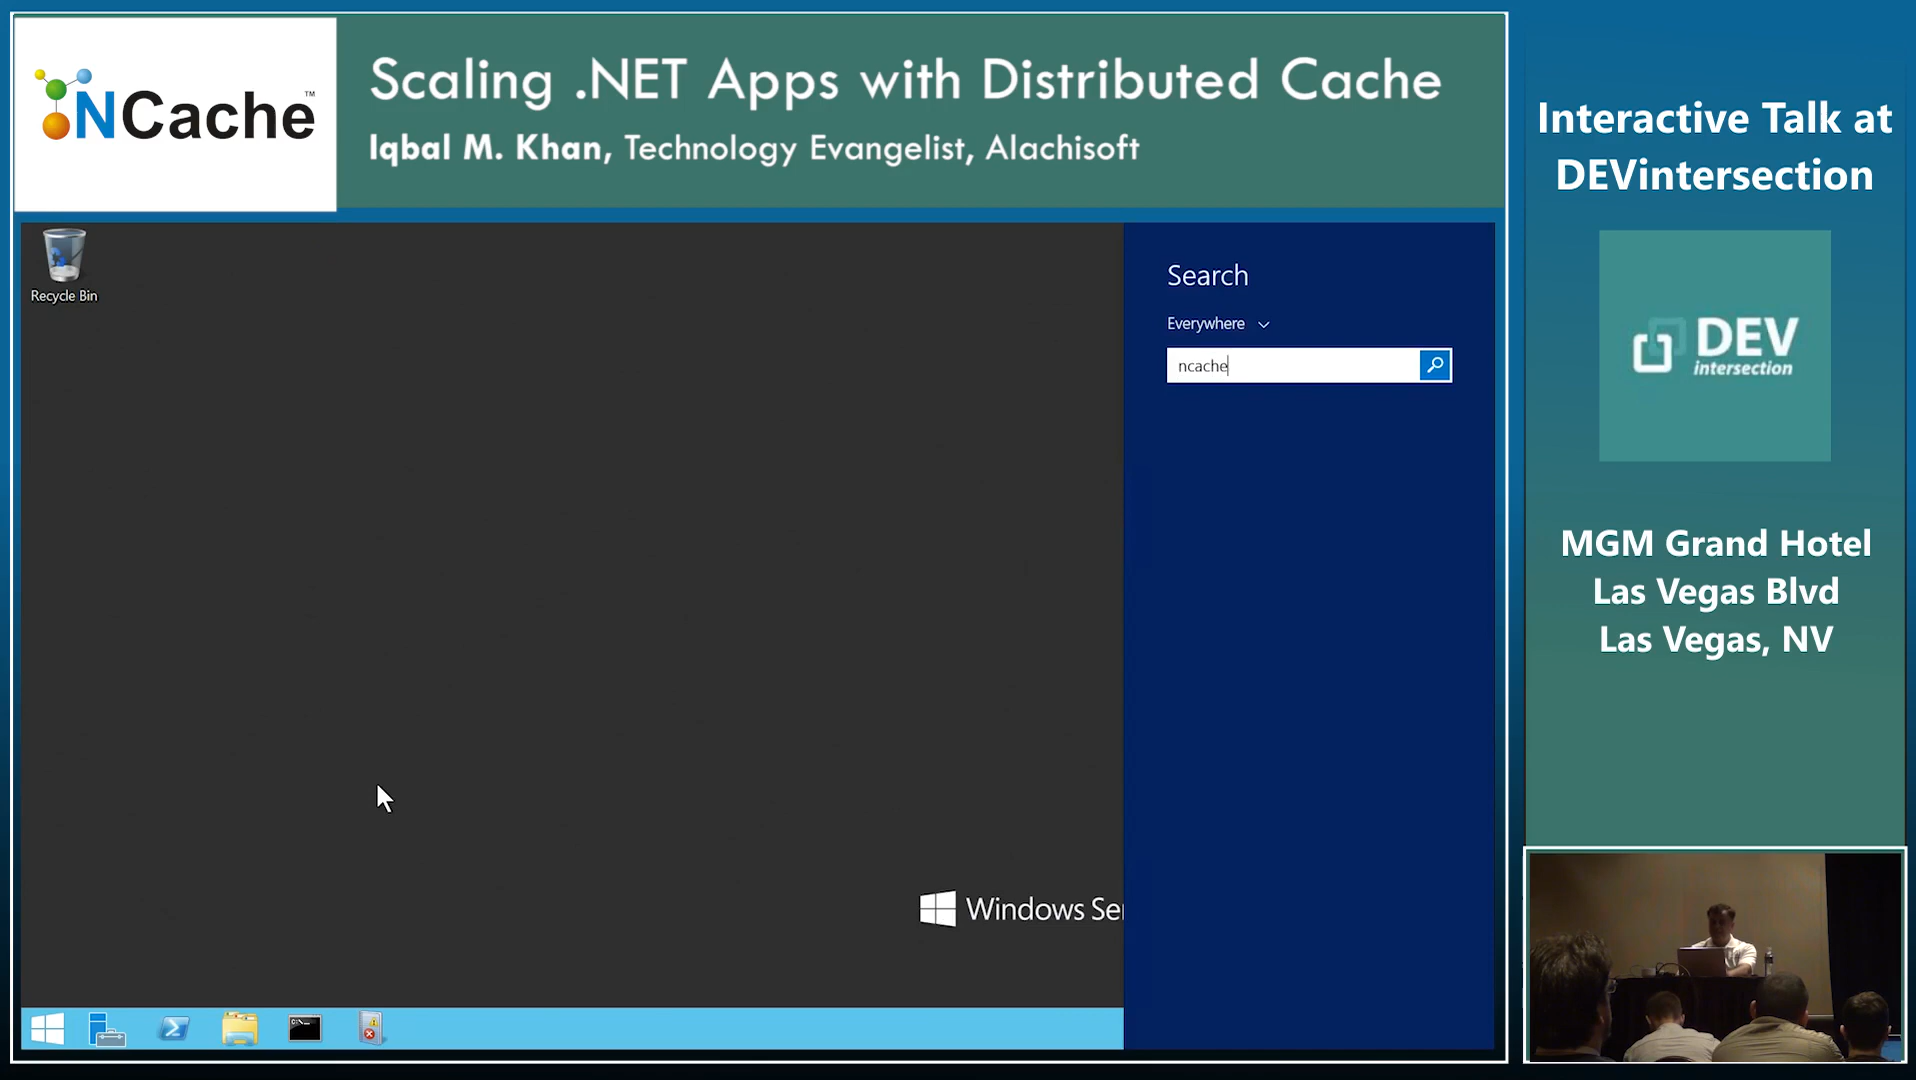 NCache™
Scaling .NET Apps with Distributed Cache
Iqbal M. Khan, Technology Evangelist, Alachisoft
Interactive Talk at
DEVintersection
DEV
intersection
MGM Grand Hotel
Las Vegas Blvd
Las Vegas, NV
Recycle Bin
Search
Everywhere
ncache
Windows Ser